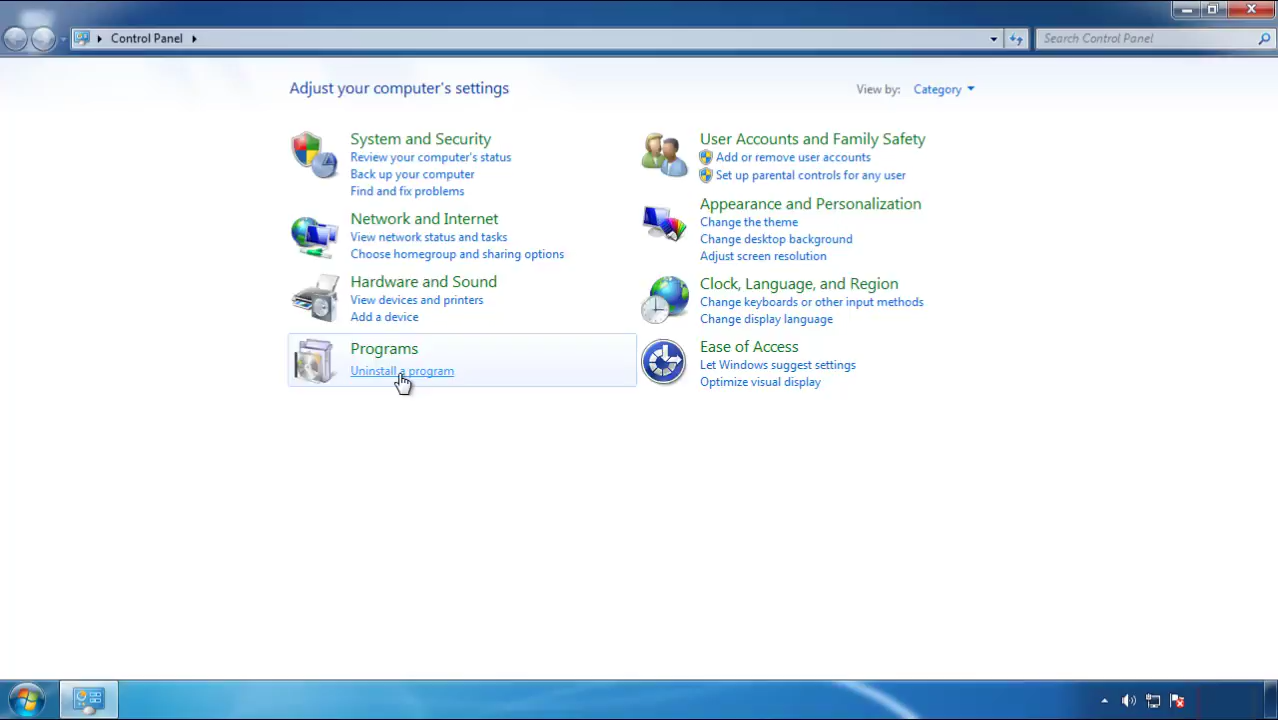 Control Panel
Search Control Panel
Adjust your computer's settings
View by: Category
System and Security
Review your computer's status
Back up your computer
Find and fix problems
Network and Internet
View network status and tasks
Choose homegroup and sharing options
Hardware and Sound
View devices and printers
Add a device
Programs
Uninstall a program
User Accounts and Family Safety
Add or remove user accounts
Set up parental controls for any user
Appearance and Personalization
Change the theme
Change desktop background
Adjust screen resolution
Clock, Language, and Region
Change keyboards or other input methods
Change display language
Ease of Access
Let Windows suggest settings
Optimize visual display